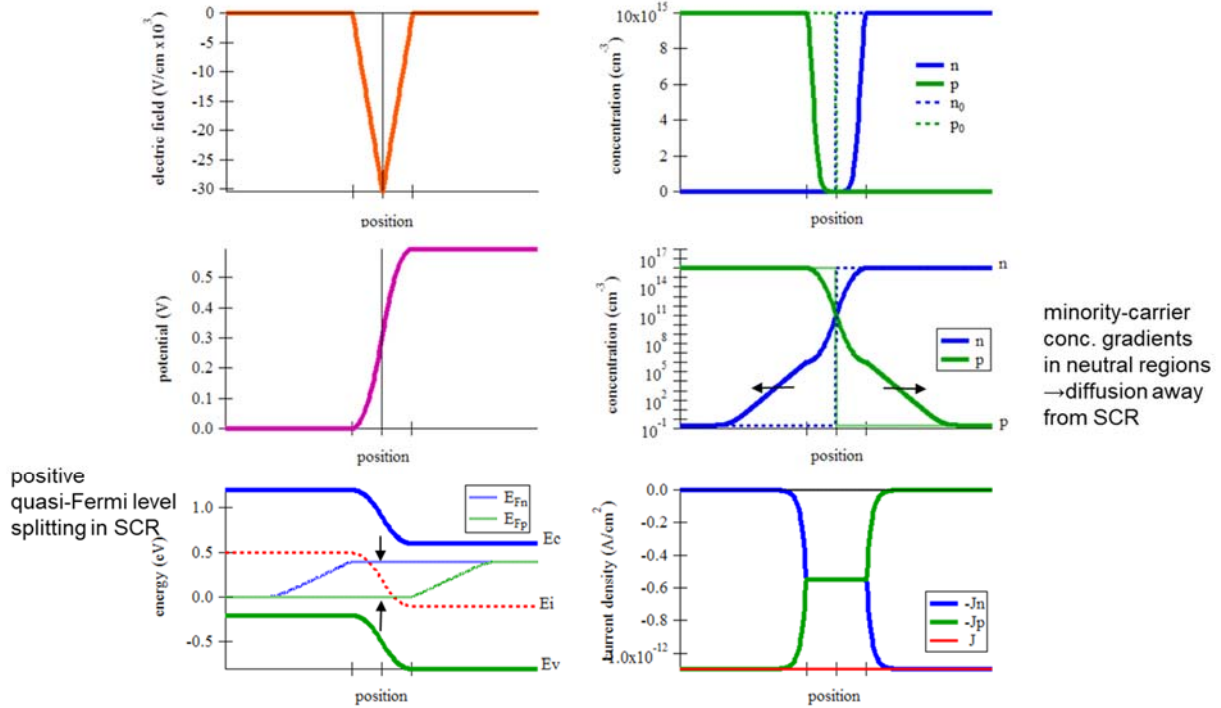 electric field (V/cm x10³)
0
-5
-10
-15
-20
-25
-30
position
concentration (cm⁻³)
10x10¹⁵
8
6
4
2
0
n
p
n₀
p₀
position
potential (V)
0.5
0.4
0.3
0.2
0.1
0.0
position
concentration (cm⁻³)
10¹⁷
10¹⁴
10¹¹
10⁸
10⁵
10²
10⁻¹
n
p
n
p
position
minority-carrier
conc. gradients
in neutral regions
→diffusion away
from SCR
positive
quasi-Fermi level
splitting in SCR
energy (eV)
1.0
0.5
0.0
-0.5
E_Fn
E_Fp
Ec
Ei
Ev
position
current density (A/cm²)
0.0
-0.2
-0.4
-0.6
-0.8
-1.0x10⁻¹²
-Jn
-Jp
J
position